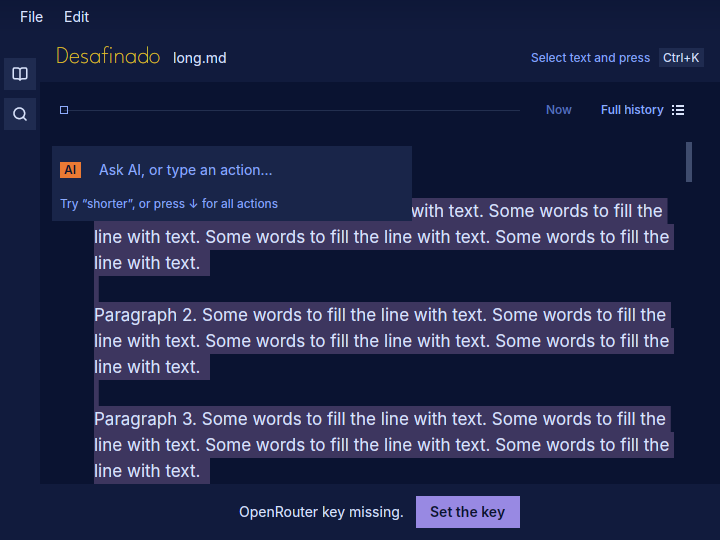 File Edit
Desafinado long.md Select text and press Ctrl+K
Now Full history
AI Ask AI, or type an action...
Try “shorter”, or press ↓ for all actions
with text. Some words to fill the
line with text. Some words to fill the line with text. Some words to fill the
line with text.
Paragraph 2. Some words to fill the line with text. Some words to fill the
line with text. Some words to fill the line with text. Some words to fill the
line with text.
Paragraph 3. Some words to fill the line with text. Some words to fill the
line with text. Some words to fill the line with text. Some words to fill the
line with text.
OpenRouter key missing. Set the key